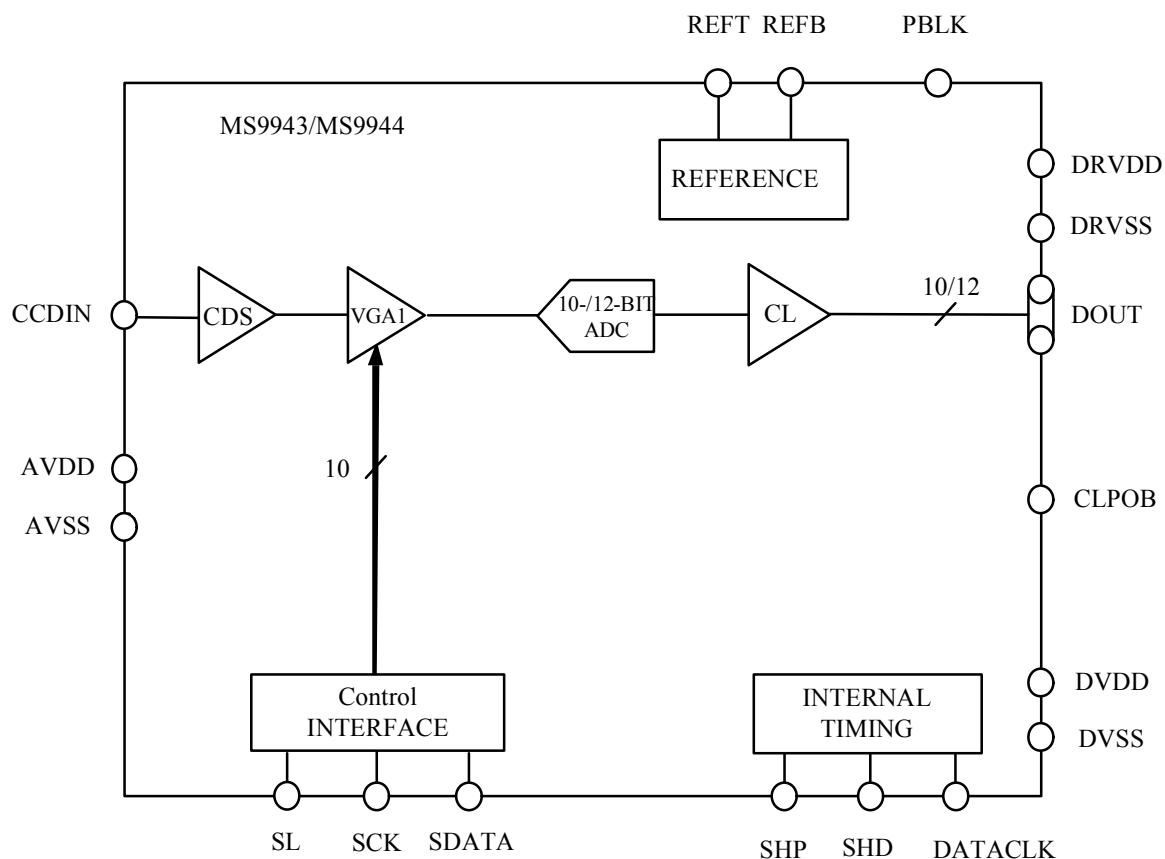 REFT REFB PBLK
MS9943/MS9944
REFERENCE
DRVDD
DRVSS
CCDIN
CDS
VGA1
10-/12-BIT
ADC
CL
10/12
DOUT
AVDD
10
AVSS
CLPOB
Control
INTERFACE
INTERNAL
TIMING
DVDD
DVSS
SL SCK SDATA
SHP SHD DATACLK